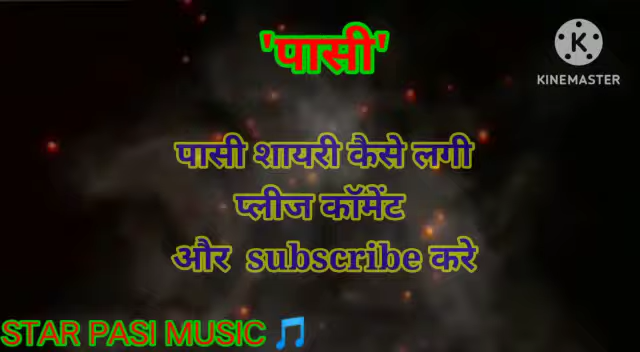 'पासी'
KINEMASTER
पासी शायरी कैसे लगी
प्लीज कॉमेंट
और subscribe करे
STAR PASI MUSIC 🎵